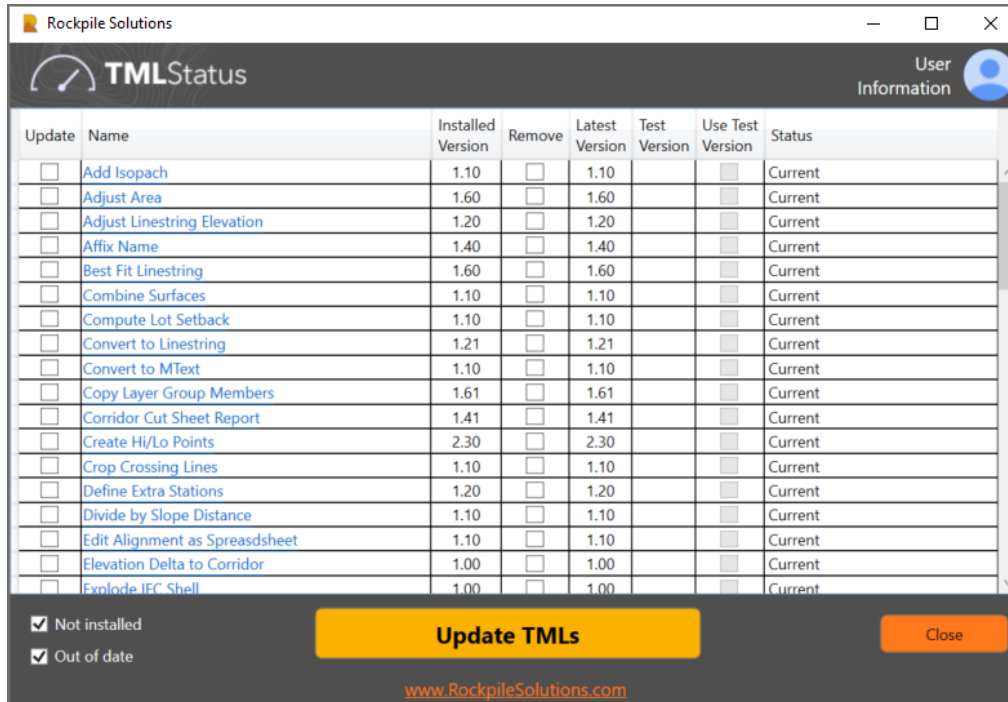 Rockpile Solutions
TMLStatus
User
Information
Update Name Installed Version Remove Latest Version Test Version Use Test Version Status
Add Isopach 1.10 1.10 Current
Adjust Area 1.60 1.60 Current
Adjust Linestring Elevation 1.20 1.20 Current
Affix Name 1.40 1.40 Current
Best Fit Linestring 1.60 1.60 Current
Combine Surfaces 1.10 1.10 Current
Compute Lot Setback 1.10 1.10 Current
Convert to Linestring 1.21 1.21 Current
Convert to MText 1.10 1.10 Current
Copy Layer Group Members 1.61 1.61 Current
Corridor Cut Sheet Report 1.41 1.41 Current
Create Hi/Lo Points 2.30 2.30 Current
Crop Crossing Lines 1.10 1.10 Current
Define Extra Stations 1.20 1.20 Current
Divide by Slope Distance 1.10 1.10 Current
Edit Alignment as Spreasdsheet 1.10 1.10 Current
Elevation Delta to Corridor 1.00 1.00 Current
Explode IFC Shell 1.00 1.00 Current
Not installed
Out of date
Update TMLs
Close
www.RockpileSolutions.com